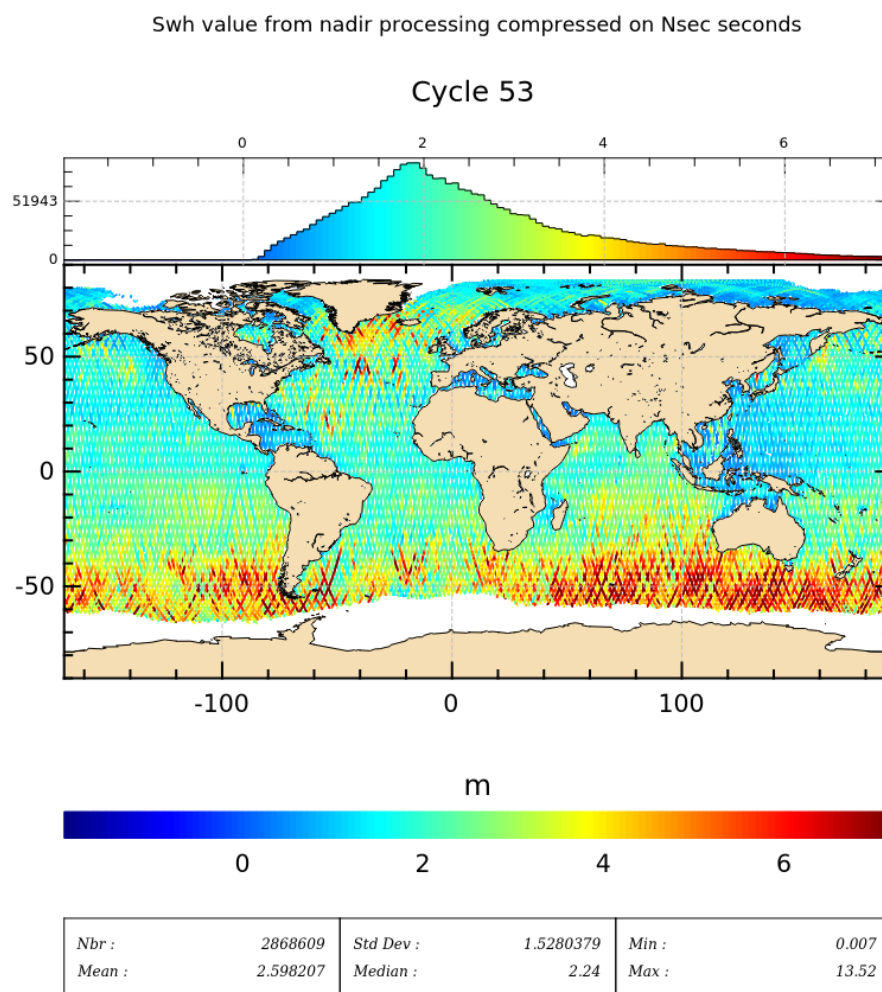 Swh value from nadir processing compressed on Nsec seconds
Cycle 53
0 2 4 6
51943
0
50
0
-50
-100 0 100
m
0 2 4 6
Nbr : 2868609 Std Dev : 1.5280379 Min : 0.007
Mean : 2.598207 Median : 2.24 Max : 13.52